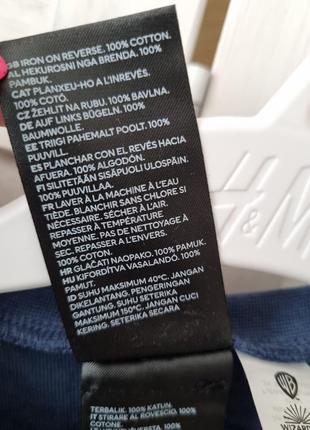 GB IRON ON REVERSE. 100% COTTON.
AL HEKUROSNI NGA BRENDA. 100%
PAMBUK.
CAT PLANXEU-HO A L'INREVÉS.
100% COTÓ.
CZ ŽEHLIT NA RUBU. 100% BAVLNA
DE AUF LINKS BÜGELN. 100%
BAUMWOLLE.
EE TRIIGI PAHEMALT POOLT. 100%
PUUVILL.
ES PLANCHAR CON EL REVÉS HACIA
AFUERA. 100% ALGODÓN.
FI SILITETÄÄN SISÄPUOLI ULOSPÄIN.
100% PUUVILLAA.
FR LAVER À LA MACHINE À L'EAU
TIÈDE. BLANCHIR SANS CHLORE SI
NÉCESSAIRE. SÉCHER À L'AIR.
REPASSER À TEMPÉRATURE
MOYENNE. PAS DE NETTOYAGE À
SEC. REPASSER A L'ENVERS.
100% COTON.
HR GLAČATI NAOPAKO. 100% PAMUK.
HU KIFORDÍTVA VASALANDÓ. 100%
PAMUT.
ID SUHU MAKSIMUM 40°C. JANGAN
DIKELANTANG. PENGERINGAN
GANTUNG. SUHU SETERIKA
MAKSIMUM 150°C. JANGAN CUCI
KERING. SETERIKA SECARA
TERBALIK. 100% KATUN.
IT STIRARE AL ROVESCIO. 100%
COTONE.
H&M
WB
WIZARD